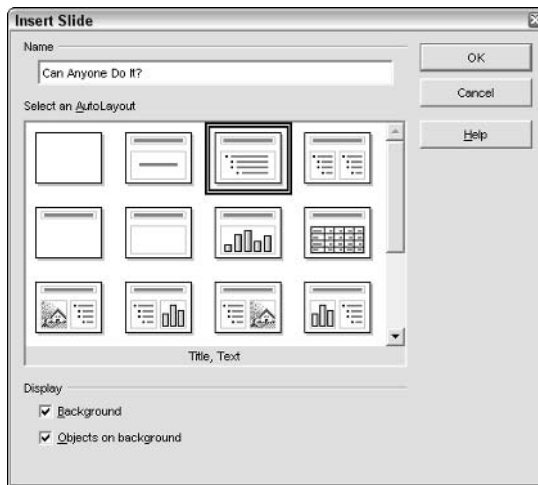 Insert Slide
Name
Can Anyone Do It?
Select an AutoLayout
Title, Text
Display
Background
Objects on background
OK
Cancel
Help